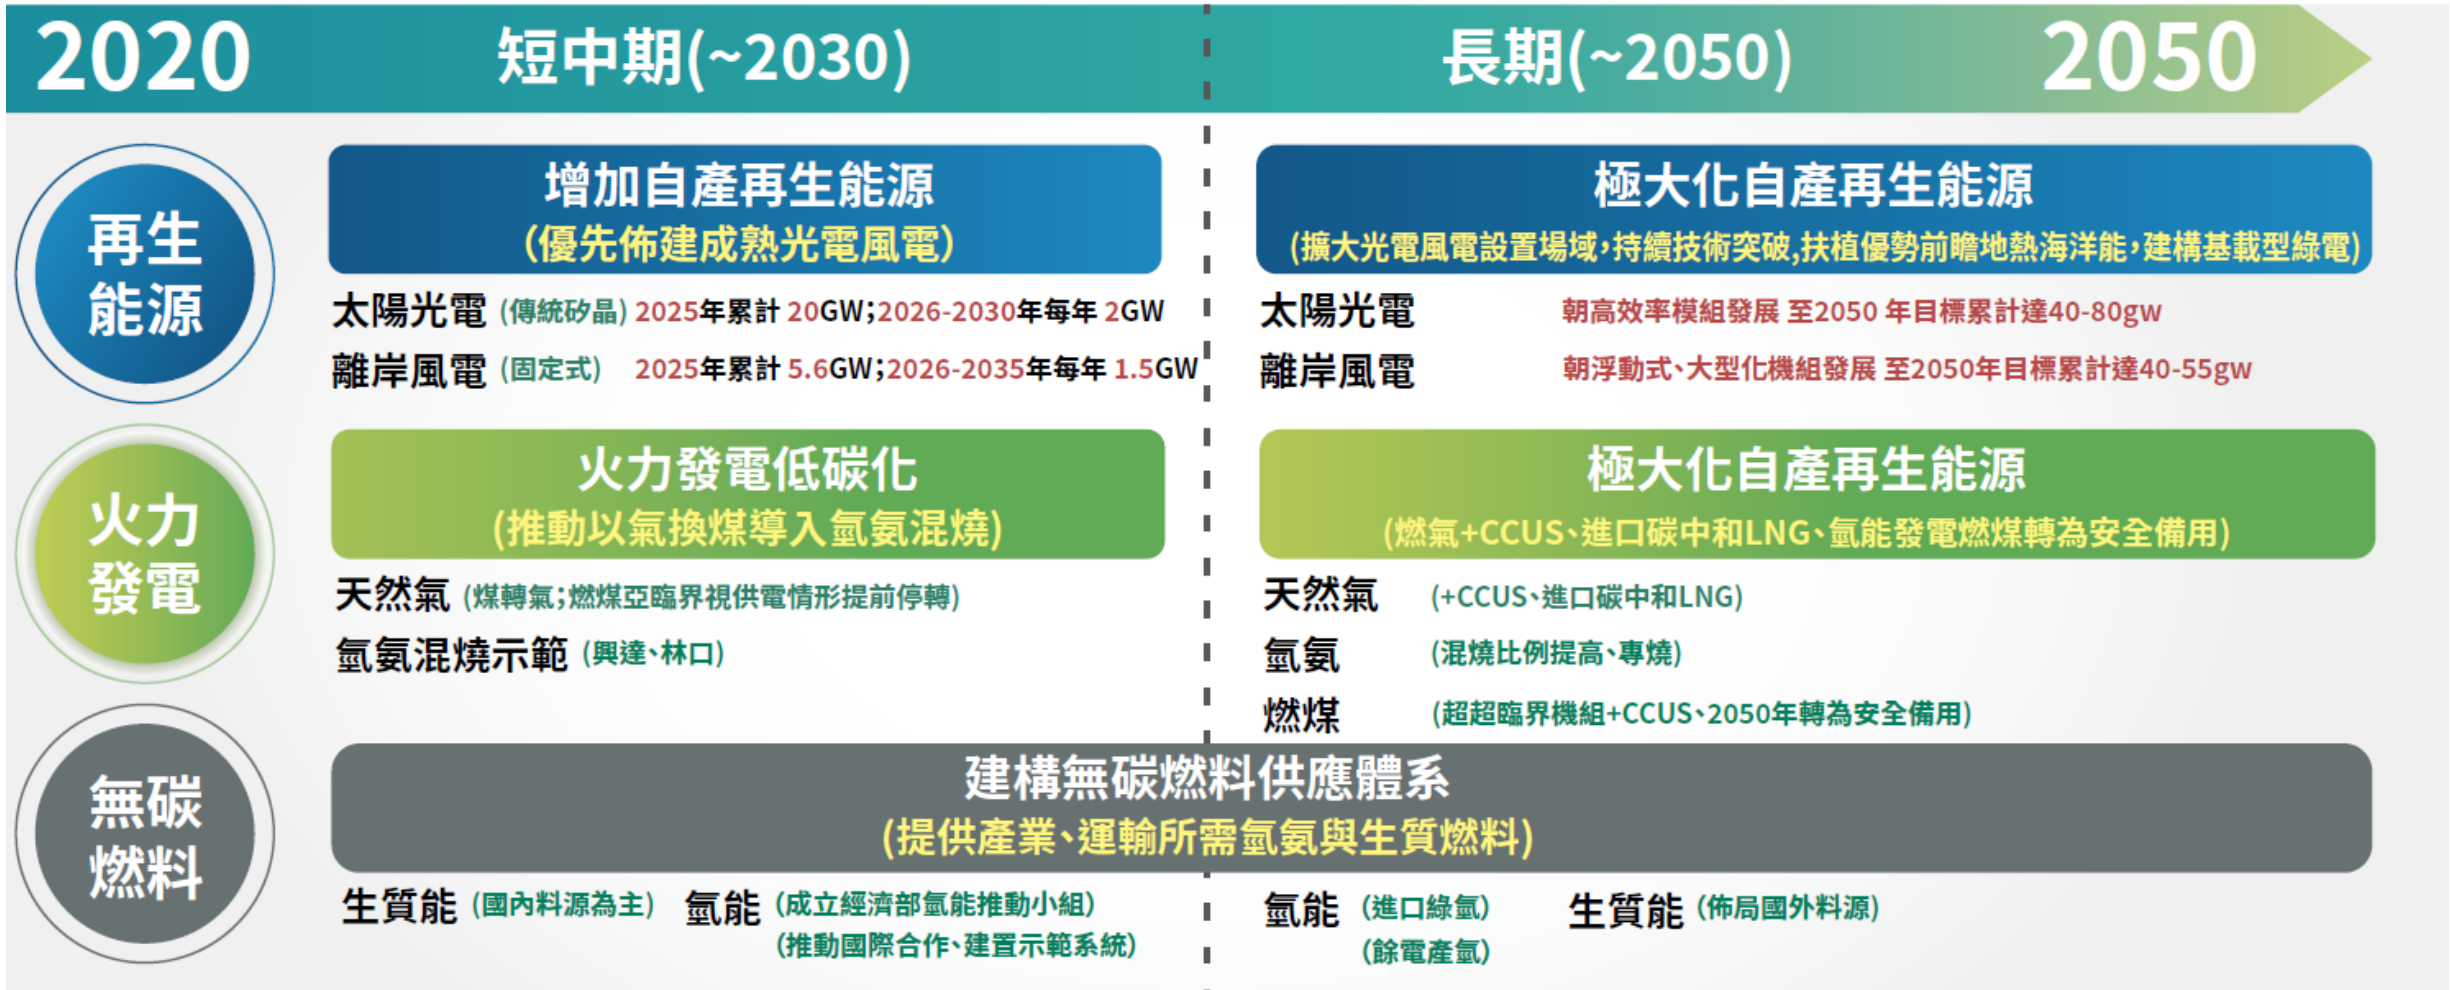 2020
短中期(~2030)
長期(~2050)
2050
再生
能源
增加自產再生能源
(優先佈建成熟光電風電)
太陽光電 (傳統矽晶) 2025年累計 20GW;2026-2030年每年 2GW
離岸風電 (固定式) 2025年累計 5.6GW;2026-2035年每年 1.5GW
極大化自產再生能源
(擴大光電風電設置場域,持續技術突破,扶植優勢前瞻地熱海洋能,建構基載型綠電)
太陽光電 朝高效率模組發展 至2050 年目標累計達40-80gw
離岸風電 朝浮動式、大型化機組發展 至2050年目標累計達40-55gw
火力
發電
火力發電低碳化
(推動以氣換煤導入氫氨混燒)
天然氣 (煤轉氣;燃煤亞臨界視供電情形提前停轉)
氫氨混燒示範 (興達、林口)
極大化自產再生能源
(燃氣+CCUS、進口碳中和LNG、氫能發電燃煤轉為安全備用)
天然氣 (+CCUS、進口碳中和LNG)
氫氨 (混燒比例提高、專燒)
燃煤 (超超臨界機組+CCUS、2050年轉為安全備用)
無碳
燃料
建構無碳燃料供應體系
(提供產業、運輸所需氫氨與生質燃料)
生質能 (國內料源為主) 氫能 (成立經濟部氫能推動小組)
(推動國際合作、建置示範系統)
氫能 (進口綠氫) 生質能 (佈局國外料源)
(餘電產氫)